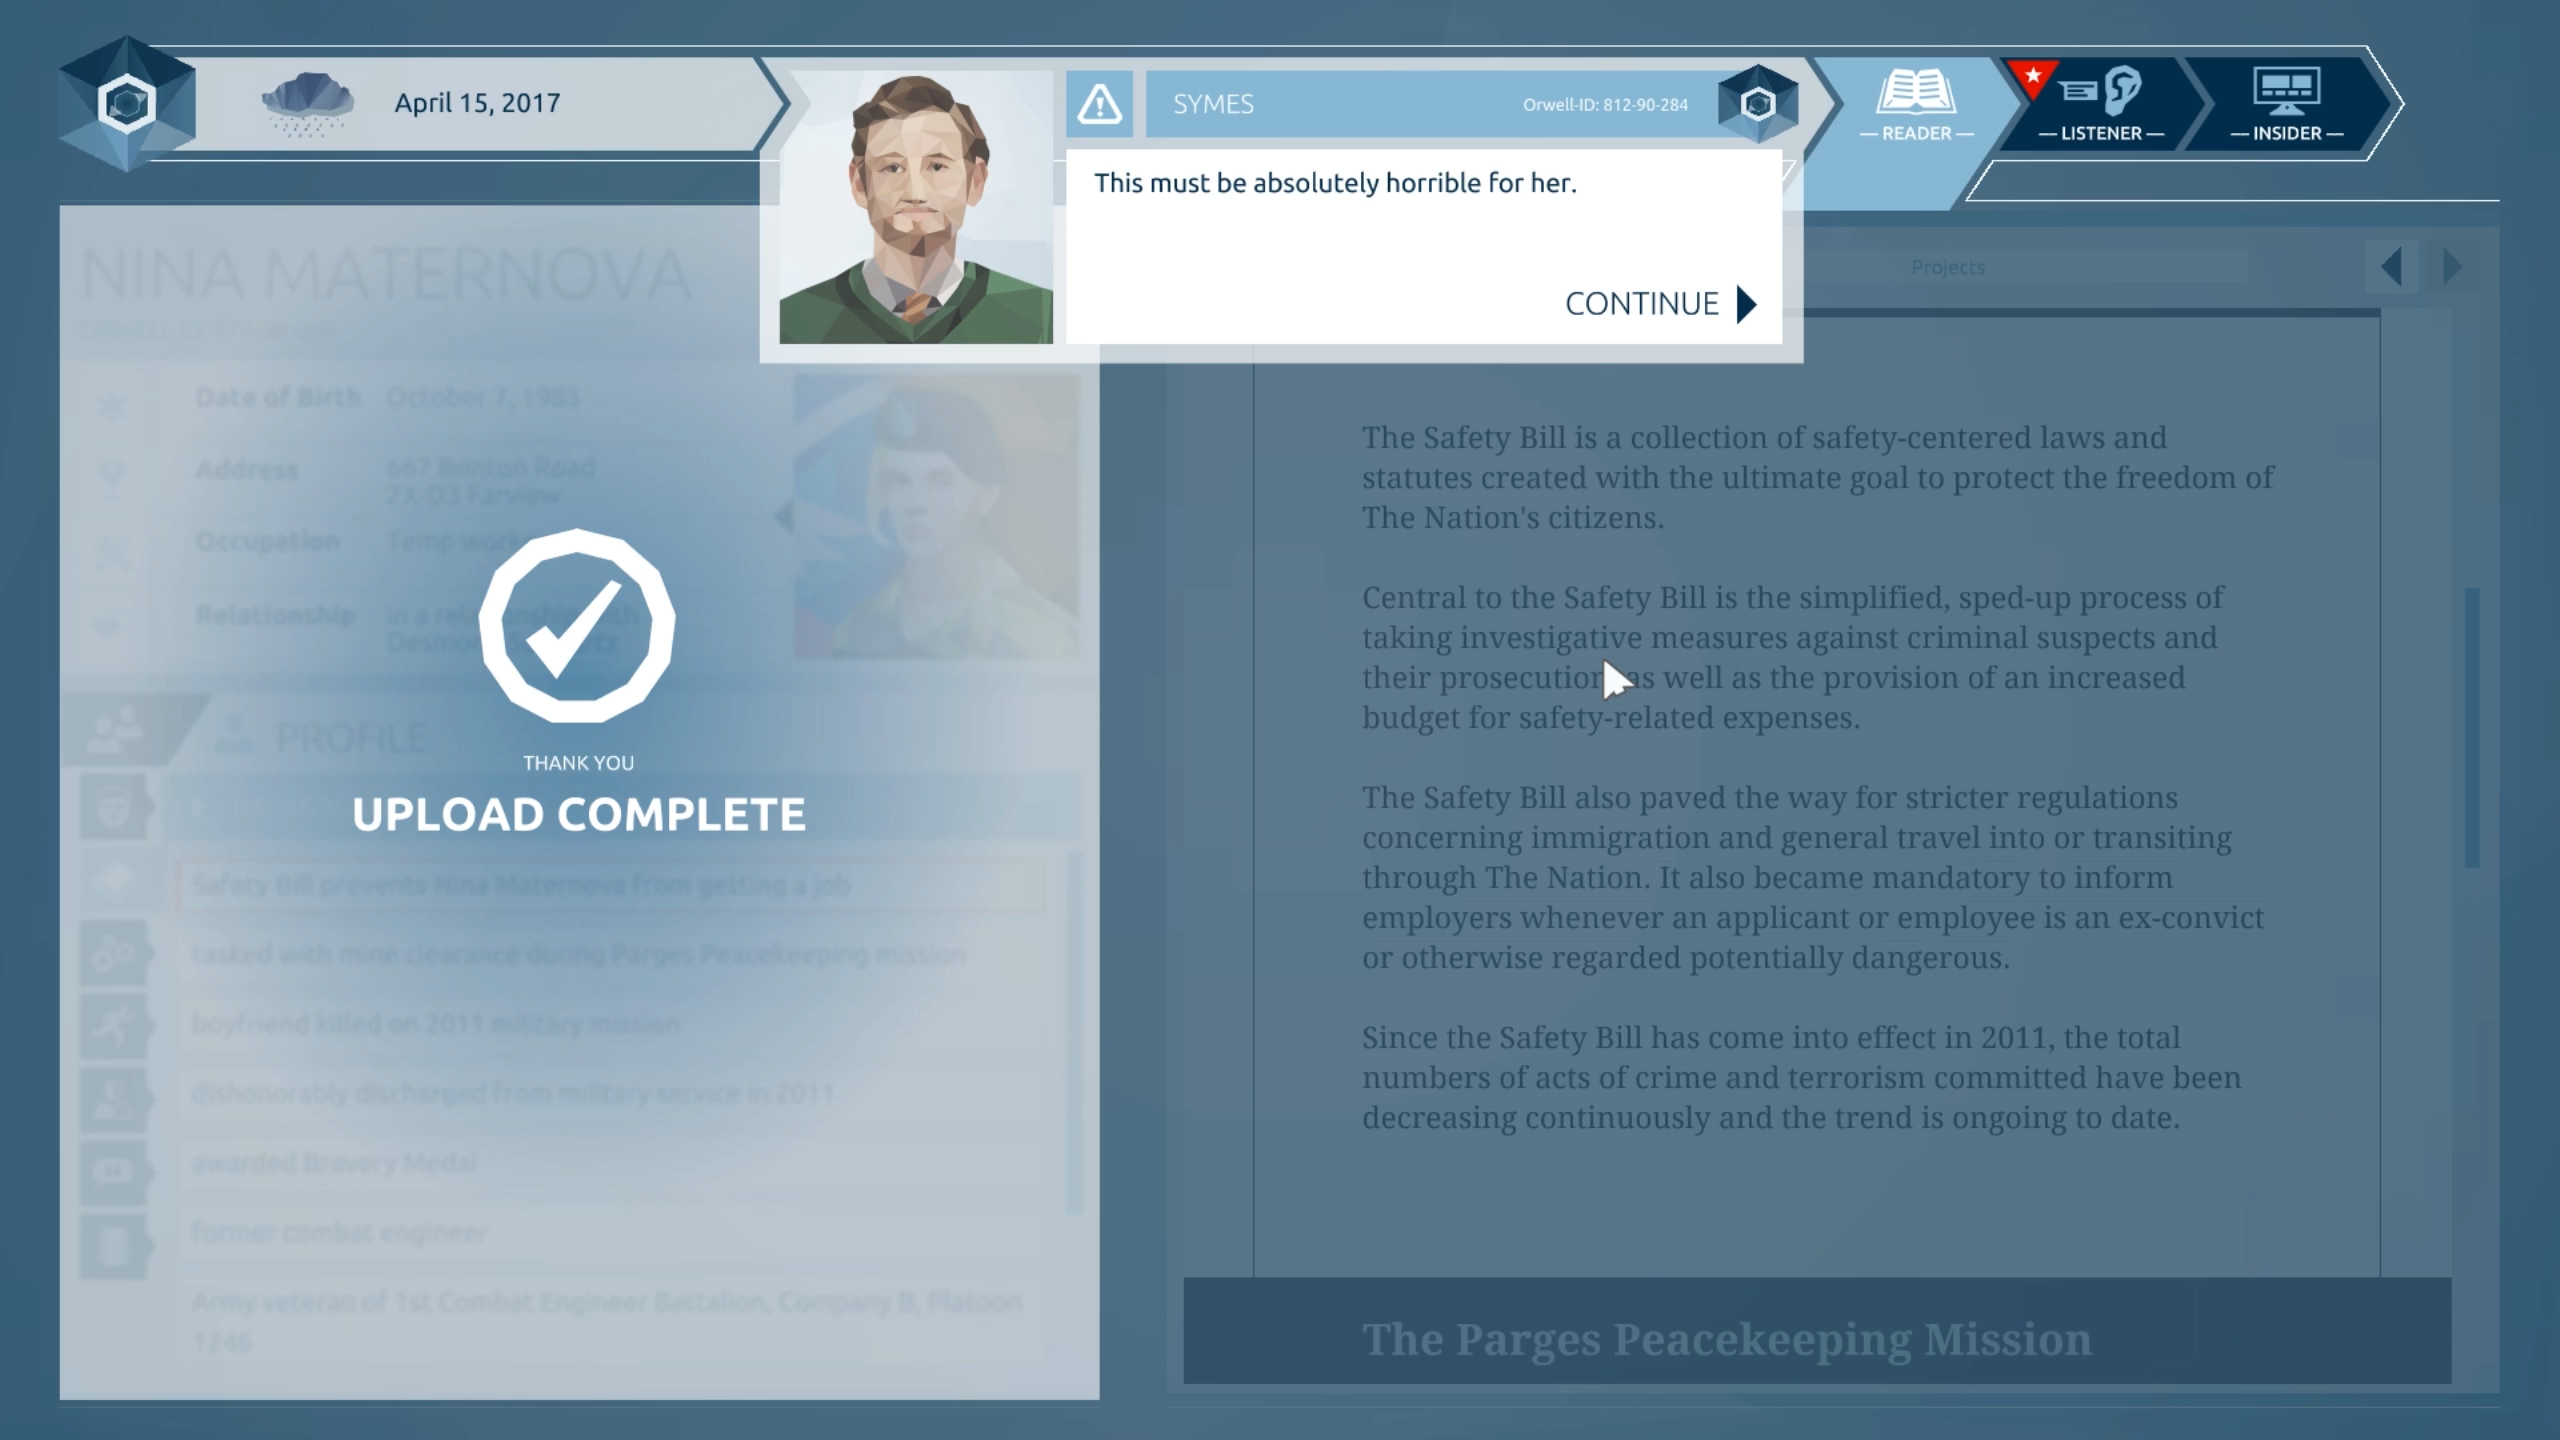 April 15, 2017
SYMES
Orwell-ID: 812-90-284
This must be absolutely horrible for her.
CONTINUE
— READER —
— LISTENER —
— INSIDER —
NINA MATERNOVA
Date of Birth October 7, 1985
Address 667 Bonton Road
2X-D3 Farview
Occupation Temp
Relationship in a relationship with
PROFILE
THANK YOU
UPLOAD COMPLETE
Safety Bill prevents Nina Maternova from getting a job
tasked with mine clearance during Parges Peacekeeping mission
boyfriend killed on 2011 military mission
dishonorably discharged from military service in 2011
awarded Bravery Medal
former combat engineer
Army veteran of 1st Combat Engineer Battalion, Company B, Platoon
1246
Projects
The Safety Bill is a collection of safety-centered laws and
statutes created with the ultimate goal to protect the freedom of
The Nation's citizens.
Central to the Safety Bill is the simplified, sped-up process of
taking investigative measures against criminal suspects and
their prosecution as well as the provision of an increased
budget for safety-related expenses.
The Safety Bill also paved the way for stricter regulations
concerning immigration and general travel into or transiting
through The Nation. It also became mandatory to inform
employers whenever an applicant or employee is an ex-convict
or otherwise regarded potentially dangerous.
Since the Safety Bill has come into effect in 2011, the total
numbers of acts of crime and terrorism committed have been
decreasing continuously and the trend is ongoing to date.
The Parges Peacekeeping Mission